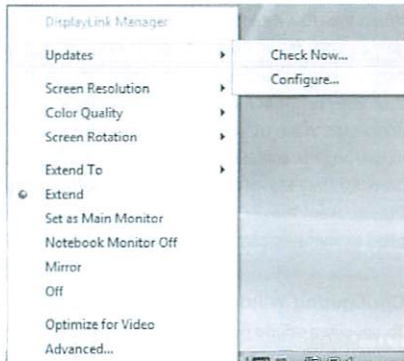 DisplayLink Manager
Updates
Check Now...
Configure...
Screen Resolution
Color Quality
Screen Rotation
Extend To
Extend
Set as Main Monitor
Notebook Monitor Off
Mirror
Off
Optimize for Video
Advanced...